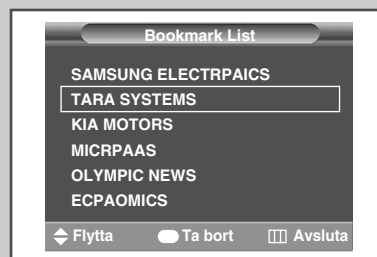 Bookmark List
SAMSUNG ELECTRPAICS
TARA SYSTEMS
KIA MOTORS
MICRPAAS
OLYMPIC NEWS
ECPAOMICS
Flytta Ta bort Avsluta